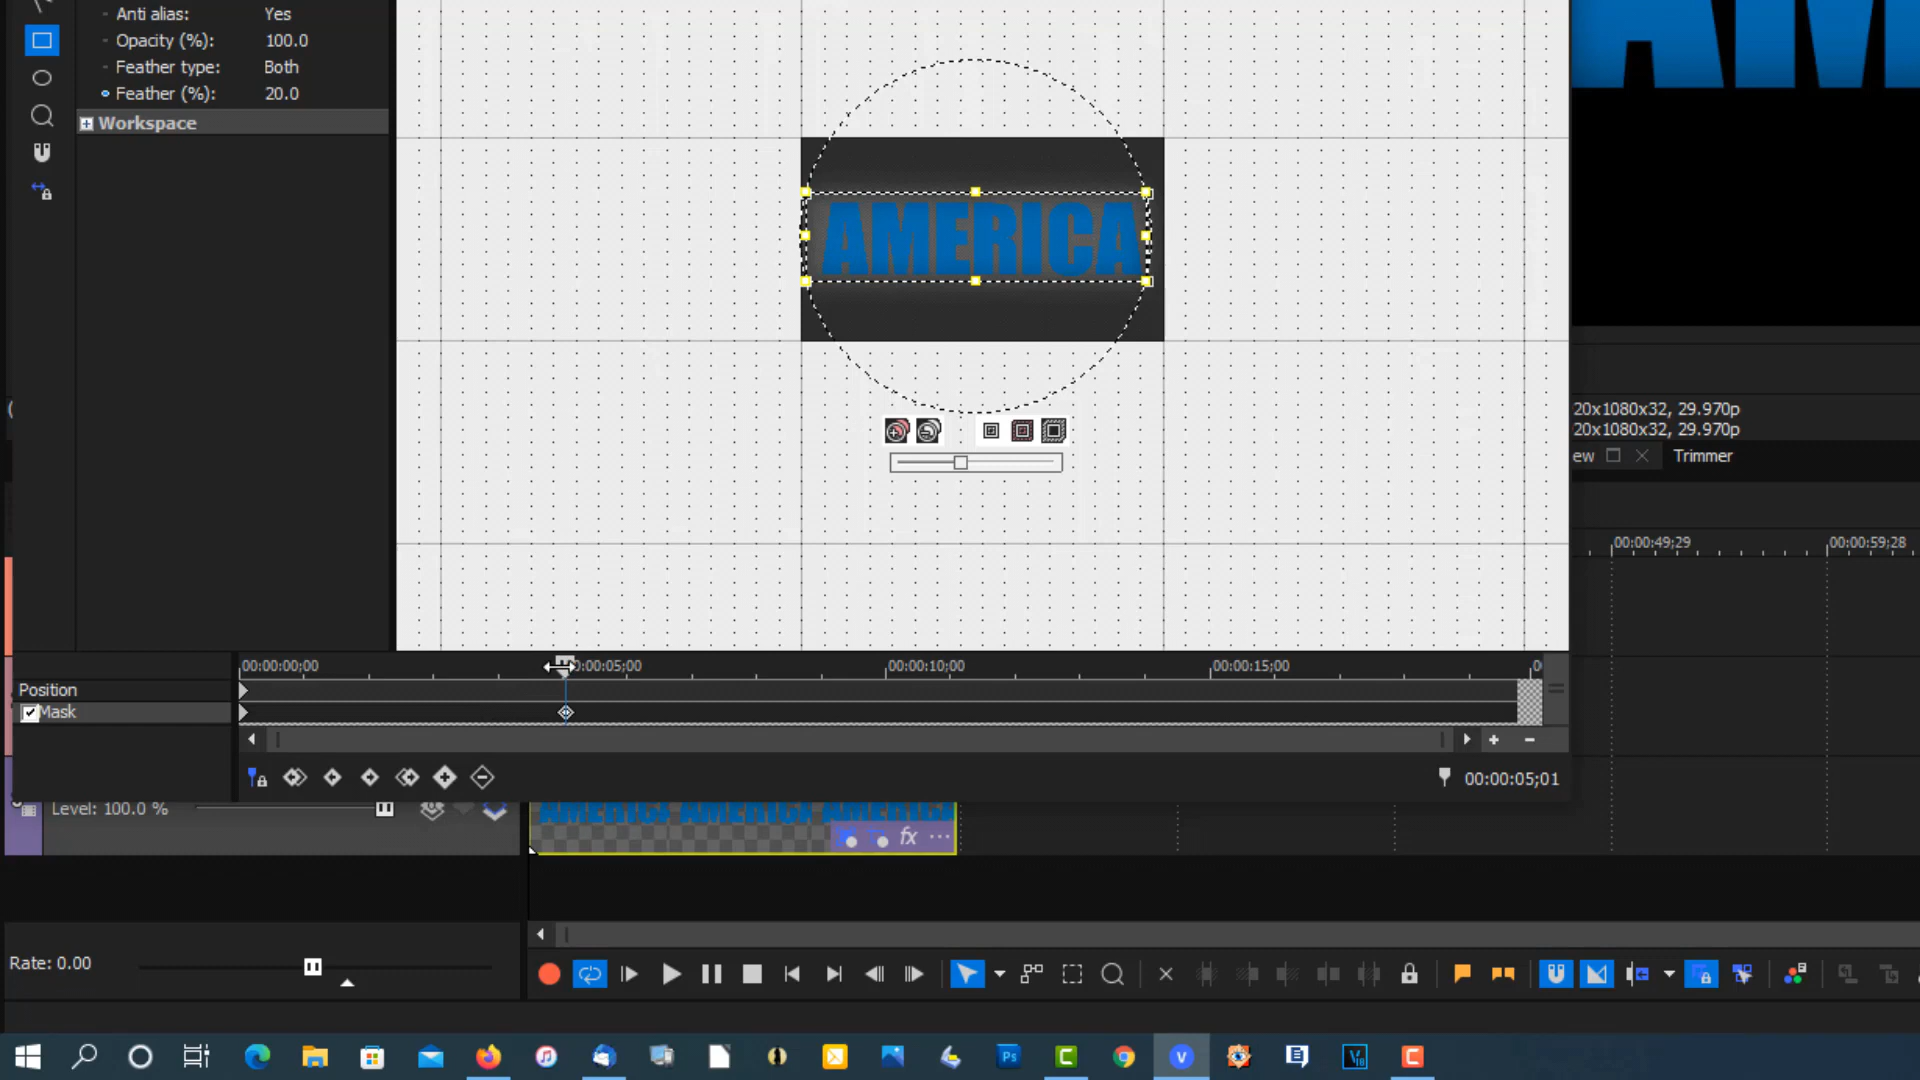 Anti alias: Yes
Opacity (%): 100.0
Feather type: Both
Feather (%): 20.0
Workspace
AM
AMERICA
20x1080x32, 29.970p
20x1080x32, 29.970p
ew Trimmer
00:00:49;29 00:00:59;28
00:00:00;00 0:00:05;00 00:00:10;00 00:00:15;00
Position
Mask
00:00:05;01
Level: 100.0 %
AMERICA AMERICA AMERICA
fx
Rate: 0.00
Ps